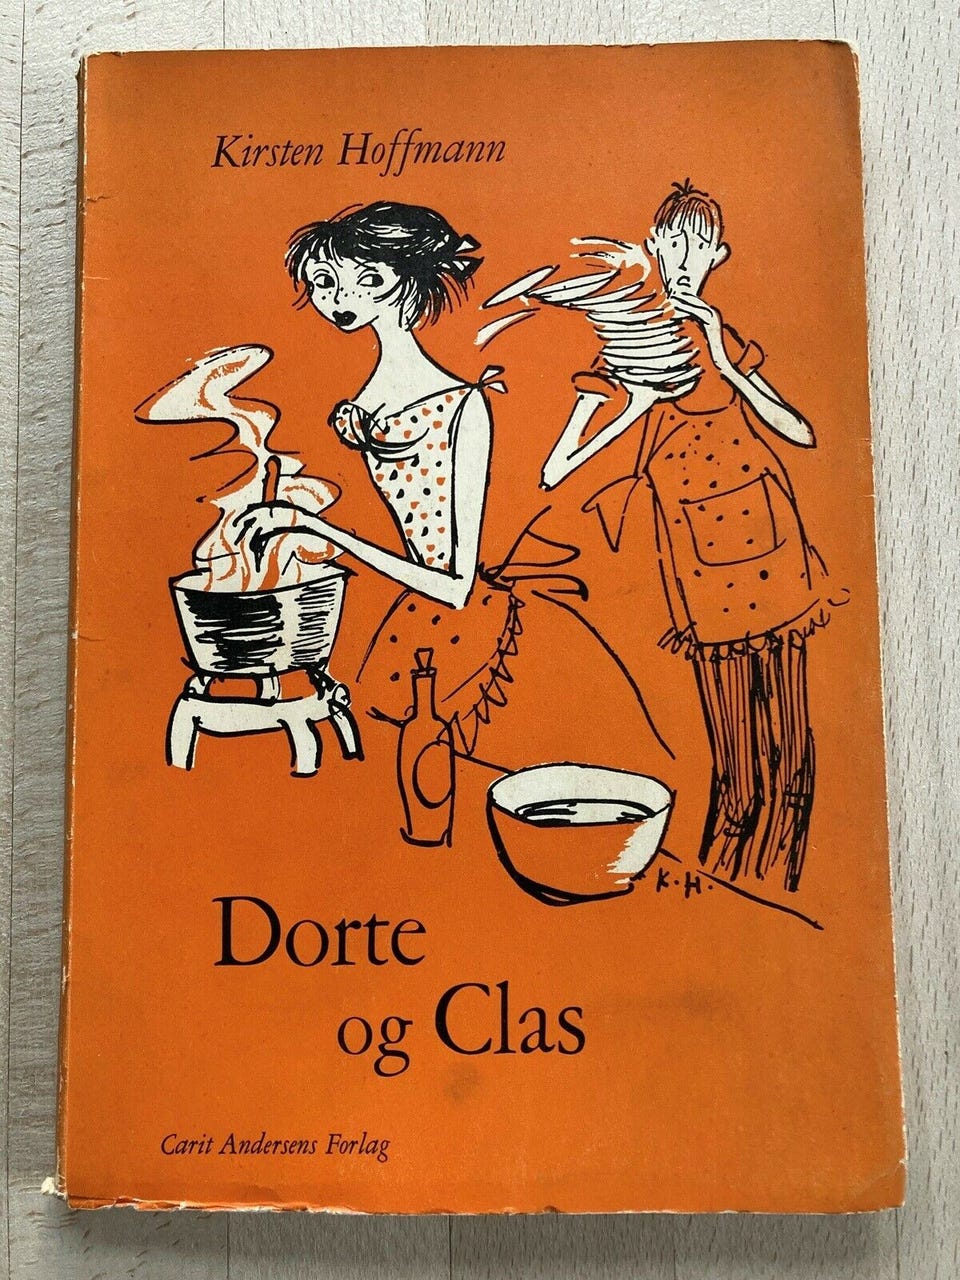 Kirsten Hoffmann
K.H.
Dorte
og Clas
Carit Andersens Forlag